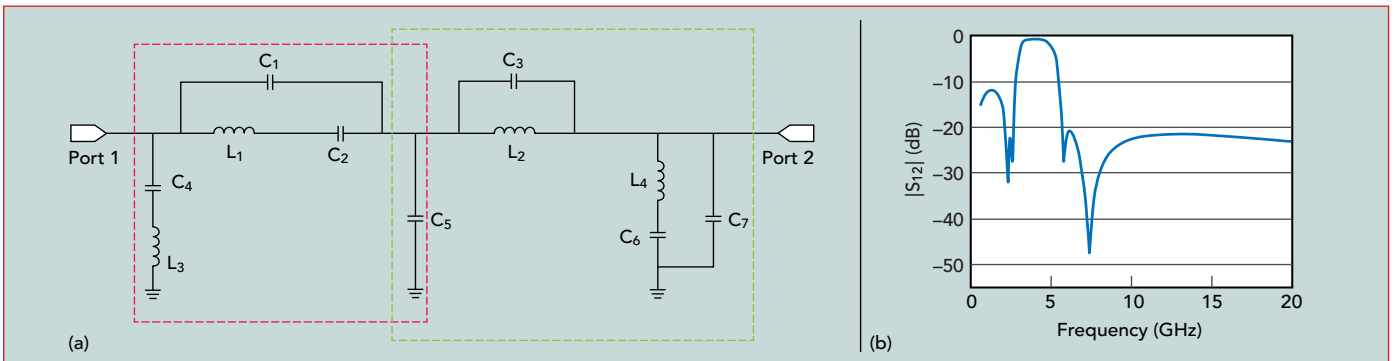 C₁
C₃
Port 1
L₁
C₂
L₂
Port 2
C₄
L₄
C₅
C₆
C₇
L₃
(a)
0
−10
−20
−30
−40
−50
|S₁₂| (dB)
0 5 10 15 20
Frequency (GHz)
(b)